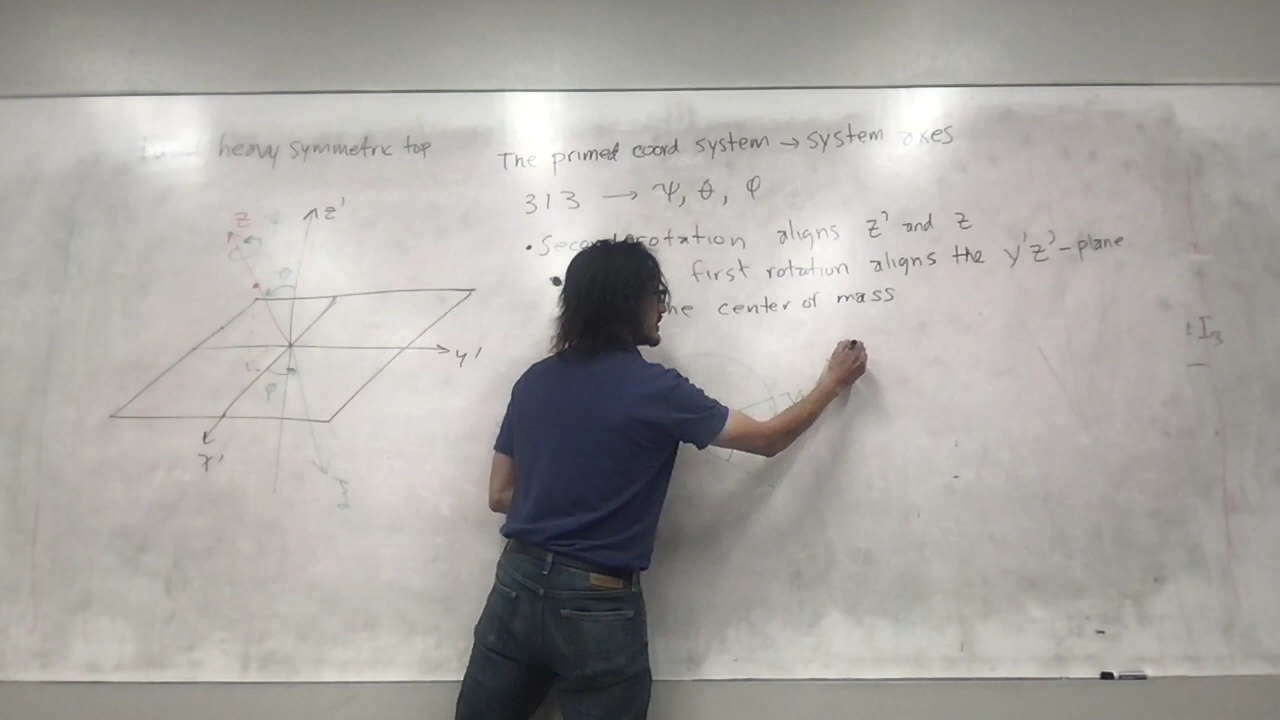 heavy symmetric top
The primed coord system → system axes
313 → ψ, θ, φ
• Second rotation aligns z' and z
• first rotation aligns the y'z'-plane
the center of mass
z'
z
θ
y'
φ
x'
I₃